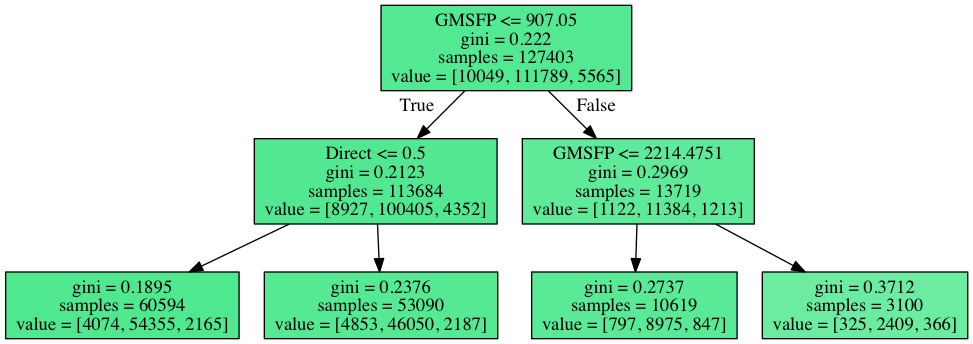 GMSFP <= 907.05
gini = 0.222
samples = 127403
value = [10049, 111789, 5565]
True
False
Direct <= 0.5
gini = 0.2123
samples = 113684
value = [8927, 100405, 4352]
GMSFP <= 2214.4751
gini = 0.2969
samples = 13719
value = [1122, 11384, 1213]
gini = 0.1895
samples = 60594
value = [4074, 54355, 2165]
gini = 0.2376
samples = 53090
value = [4853, 46050, 2187]
gini = 0.2737
samples = 10619
value = [797, 8975, 847]
gini = 0.3712
samples = 3100
value = [325, 2409, 366]